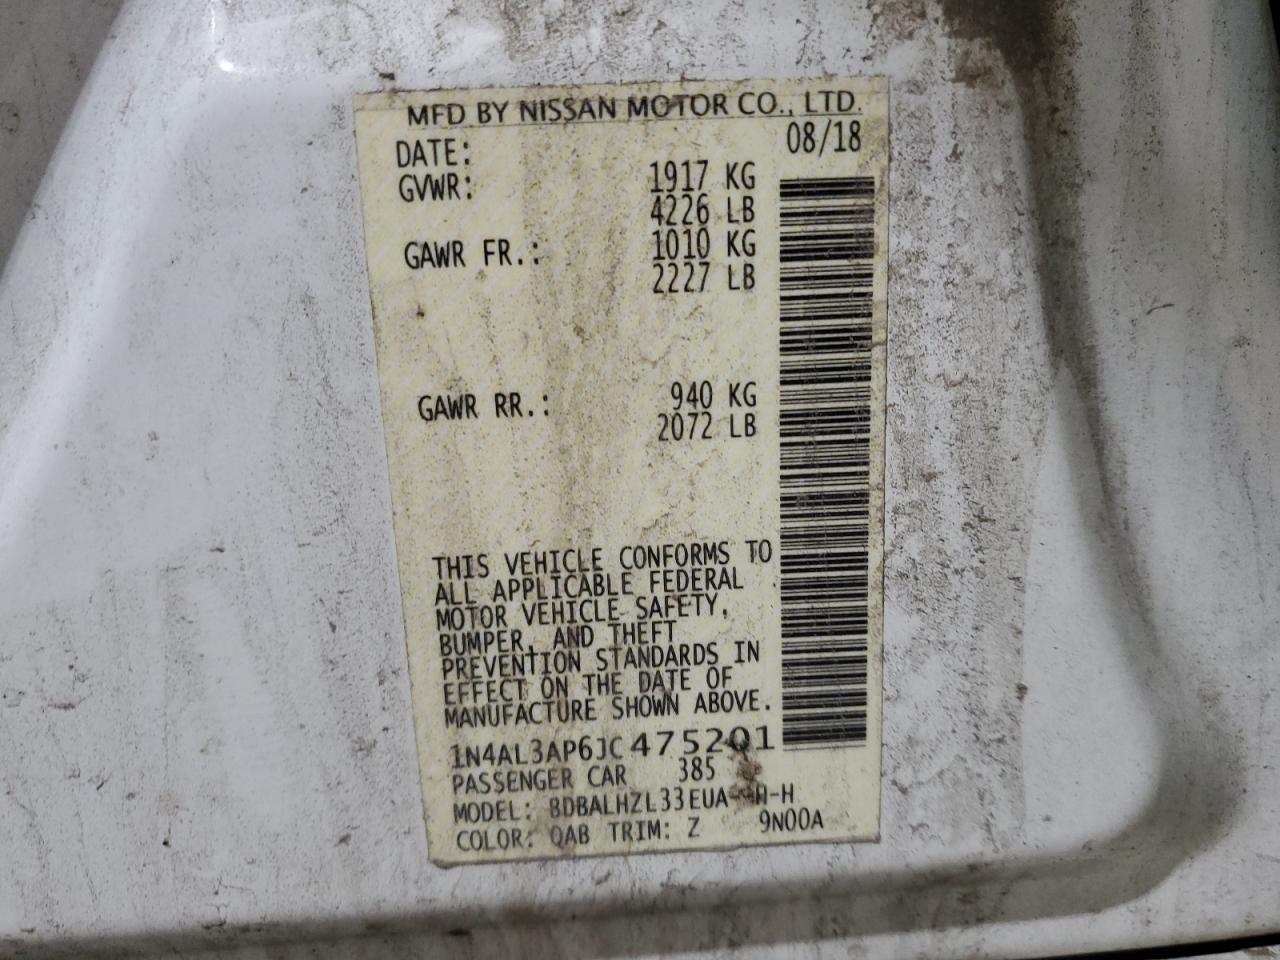 MFD BY NISSAN MOTOR CO., LTD.
DATE: 08/18
GVWR: 1917 KG
4226 LB
GAWR FR.: 1010 KG
2227 LB
GAWR RR.: 940 KG
2072 LB
THIS VEHICLE CONFORMS TO
ALL APPLICABLE FEDERAL
MOTOR VEHICLE SAFETY,
BUMPER, AND THEFT
PREVENTION STANDARDS IN
EFFECT ON THE DATE OF
MANUFACTURE SHOWN ABOVE.
1N4AL3AP6JC475201
PASSENGER CAR 385
MODEL: BDBALHZL33EUA--H-H
COLOR: QAB TRIM: Z 9N00A